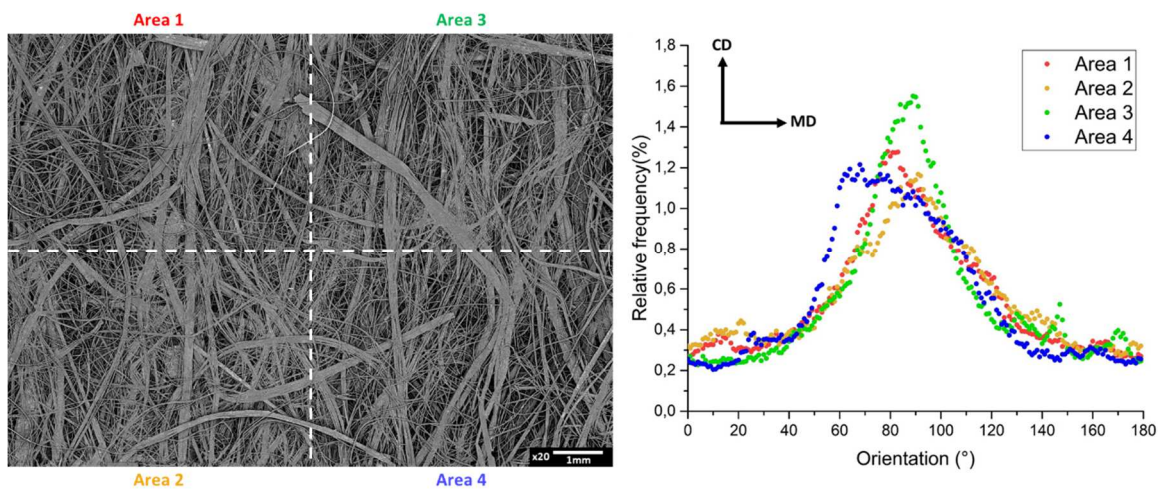 Area 1
Area 3
Area 2
Area 4
x20
1mm
Relative frequency(%)
1,8
1,6
1,4
1,2
1,0
0,8
0,6
0,4
0,2
0,0
CD
MD
Area 1
Area 2
Area 3
Area 4
0
20
40
60
80
100
120
140
160
180
Orientation (°)